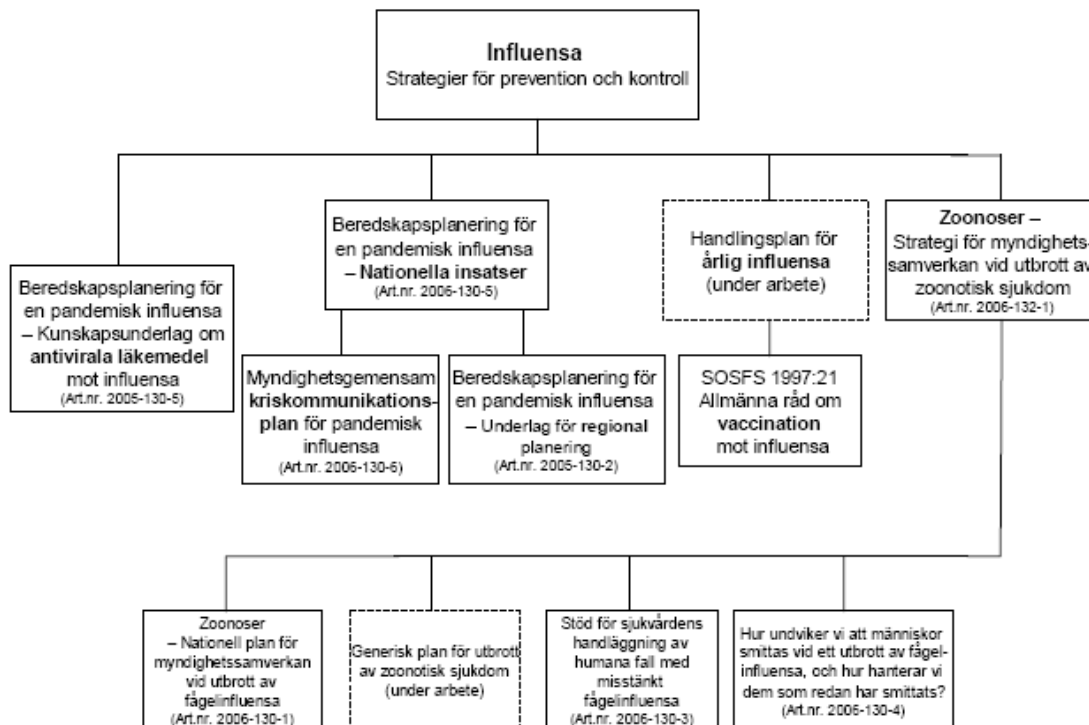 Influensa
Strategier för prevention och kontroll
Beredskapsplanering för
en pandemisk influensa
– Kunskapsunderlag om
antivirala läkemedel
mot influensa
(Art.nr. 2005-130-5)
Beredskapsplanering för
en pandemisk influensa
– Nationella insatser
(Art.nr. 2006-130-5)
Handlingsplan för
årlig influensa
(under arbete)
Zoonoser –
Strategi för myndighets-
samverkan vid utbrott av
zoonotisk sjukdom
(Art.nr. 2006-132-1)
Myndighetsgemensam
kriskommunikations-
plan för pandemisk
influensa
(Art.nr. 2006-130-6)
Beredskapsplanering för
en pandemisk influensa
– Underlag för regional
planering
(Art.nr. 2005-130-2)
SOSFS 1997:21
Allmänna råd om
vaccination
mot influensa
Zoonoser
– Nationell plan för
myndighetssamverkan
vid utbrott av
fågelinfluensa
(Art.nr. 2006-130-1)
Generisk plan för utbrott
av zoonotisk sjukdom
(under arbete)
Stöd för sjukvårdens
handläggning av
humana fall med
misstänkt
fågelinfluensa
(Art.nr. 2006-130-3)
Hur undviker vi att människor
smittas vid ett utbrott av fågel-
influensa, och hur hanterar vi
dem som redan har smittats?
(Art.nr. 2006-130-4)